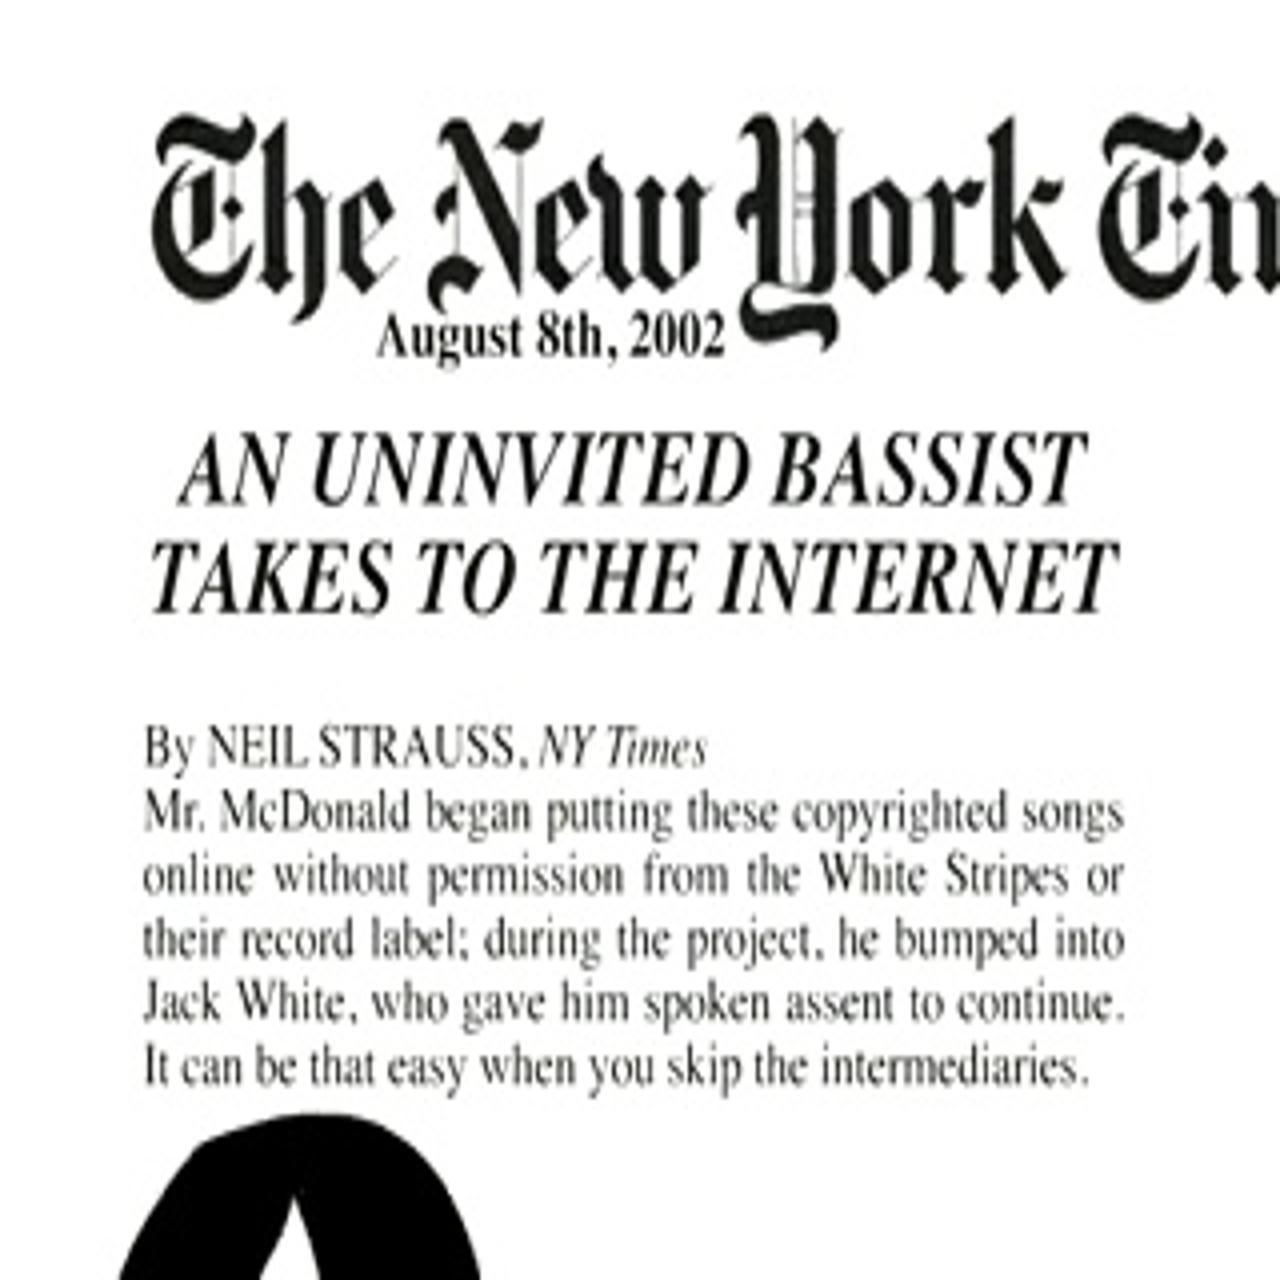 The New York Tim
August 8th, 2002
AN UNINVITED BASSIST
TAKES TO THE INTERNET
By NEIL STRAUSS, NY Times
Mr. McDonald began putting these copyrighted songs
online without permission from the White Stripes or
their record label; during the project, he bumped into
Jack White, who gave him spoken assent to continue.
It can be that easy when you skip the intermediaries.